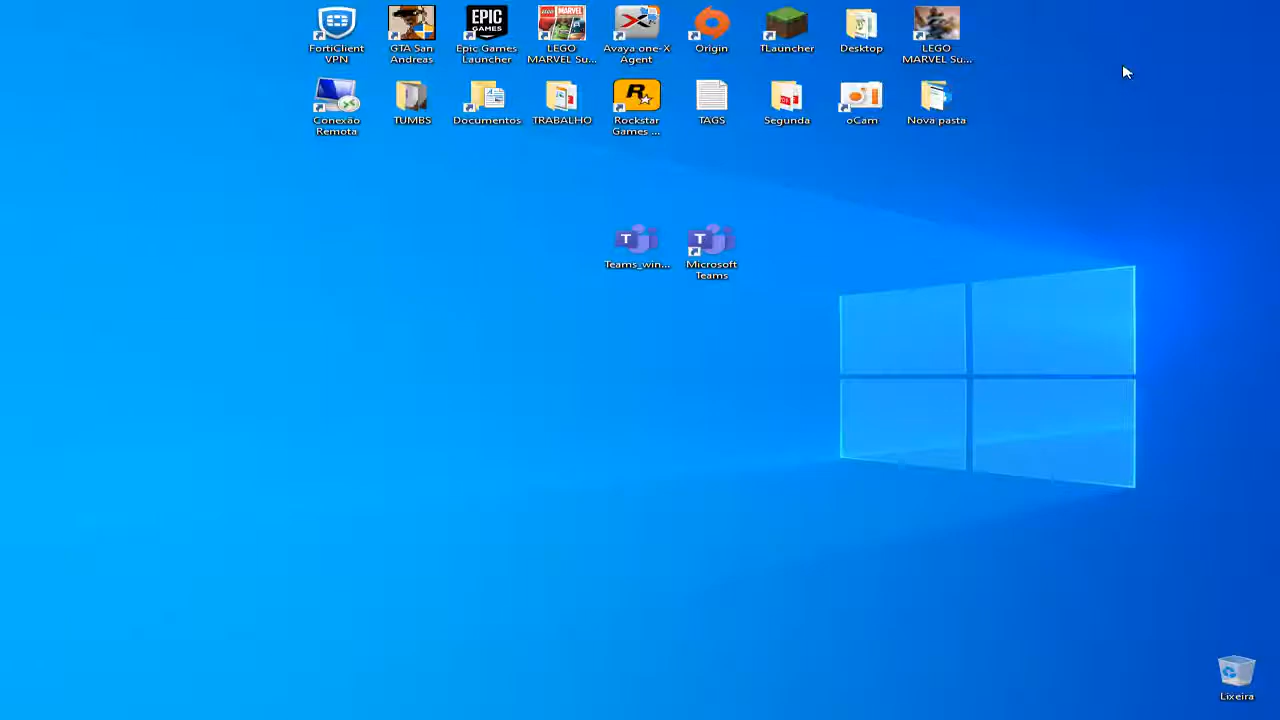 FortiClient VPN
GTA San Andreas
EPIC GAMES
Epic Games Launcher
LEGO MARVEL
LEGO MARVEL Su...
Avaya one-X Agent
Origin
TLauncher
Desktop
LEGO MARVEL Su...
Conexão Remota
TUMBS
Documentos
TRABALHO
R
Rockstar Games ...
TAGS
Segunda
oCam
Nova pasta
T
Teams_win...
T
Microsoft Teams
Lixeira